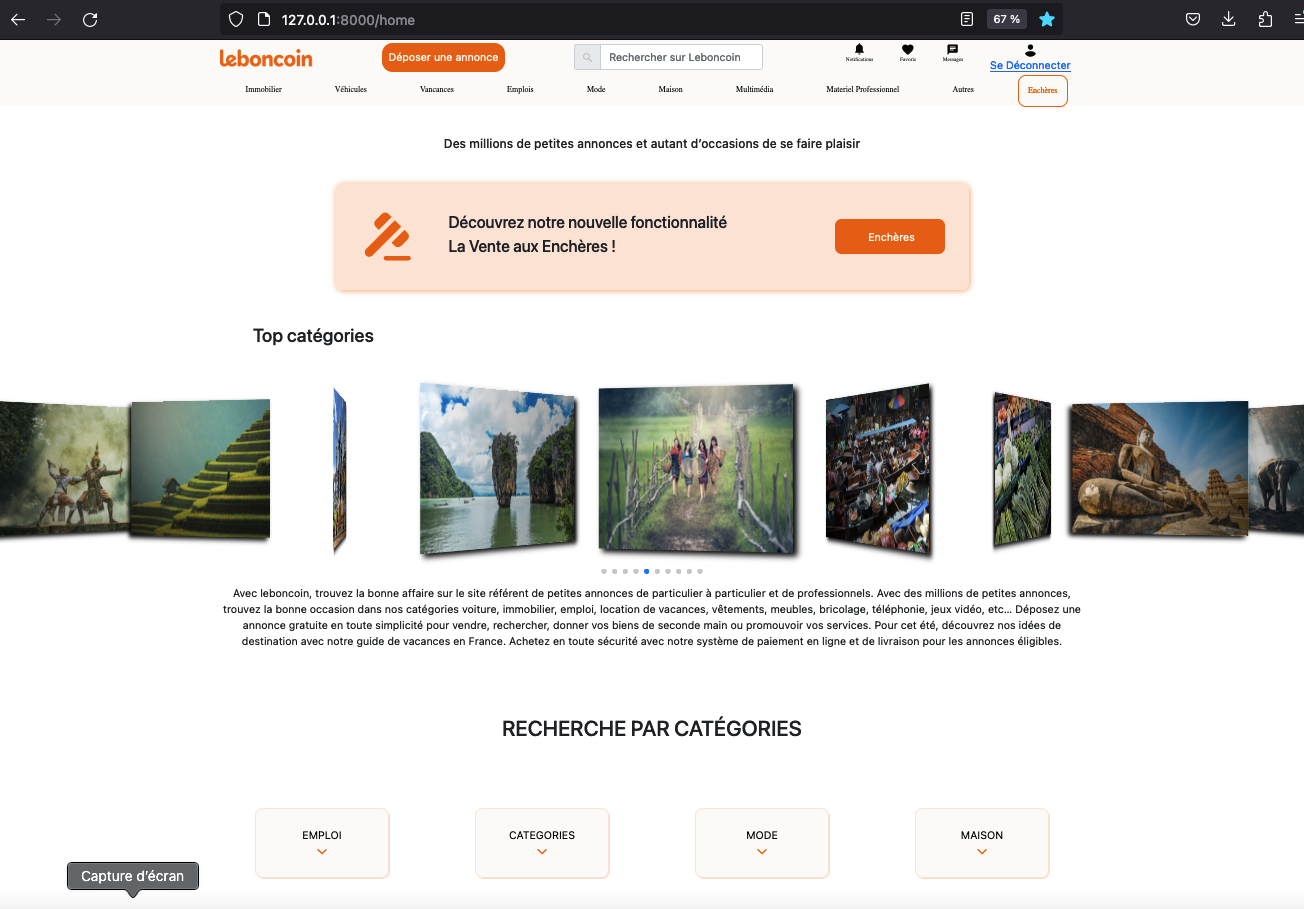 127.0.0.1:8000/home
67 %
leboncoin
Déposer une annonce
Rechercher sur Leboncoin
Notifications
Favoris
Messages
Se Déconnecter
Immobilier
Véhicules
Vancances
Emplois
Mode
Maison
Multimédia
Materiel Professionnel
Autres
Enchères
Des millions de petites annonces et autant d'occasions de se faire plaisir
Découvrez notre nouvelle fonctionnalité
La Vente aux Enchères !
Enchères
Top catégories
Avec leboncoin, trouvez la bonne affaire sur le site référent de petites annonces de particulier à particulier et de professionnels. Avec des millions de petites annonces,
trouvez la bonne occasion dans nos catégories voiture, immobilier, emploi, location de vacances, vêtements, meubles, bricolage, téléphonie, jeux vidéo, etc... Déposez une
annonce gratuite en toute simplicité pour vendre, rechercher, donner vos biens de seconde main ou promouvoir vos services. Pour cet été, découvrez nos idées de
destination avec notre guide de vacances en France. Achetez en toute sécurité avec notre système de paiement en ligne et de livraison pour les annonces éligibles.
RECHERCHE PAR CATÉGORIES
EMPLOI
CATEGORIES
MODE
MAISON
Capture d'écran